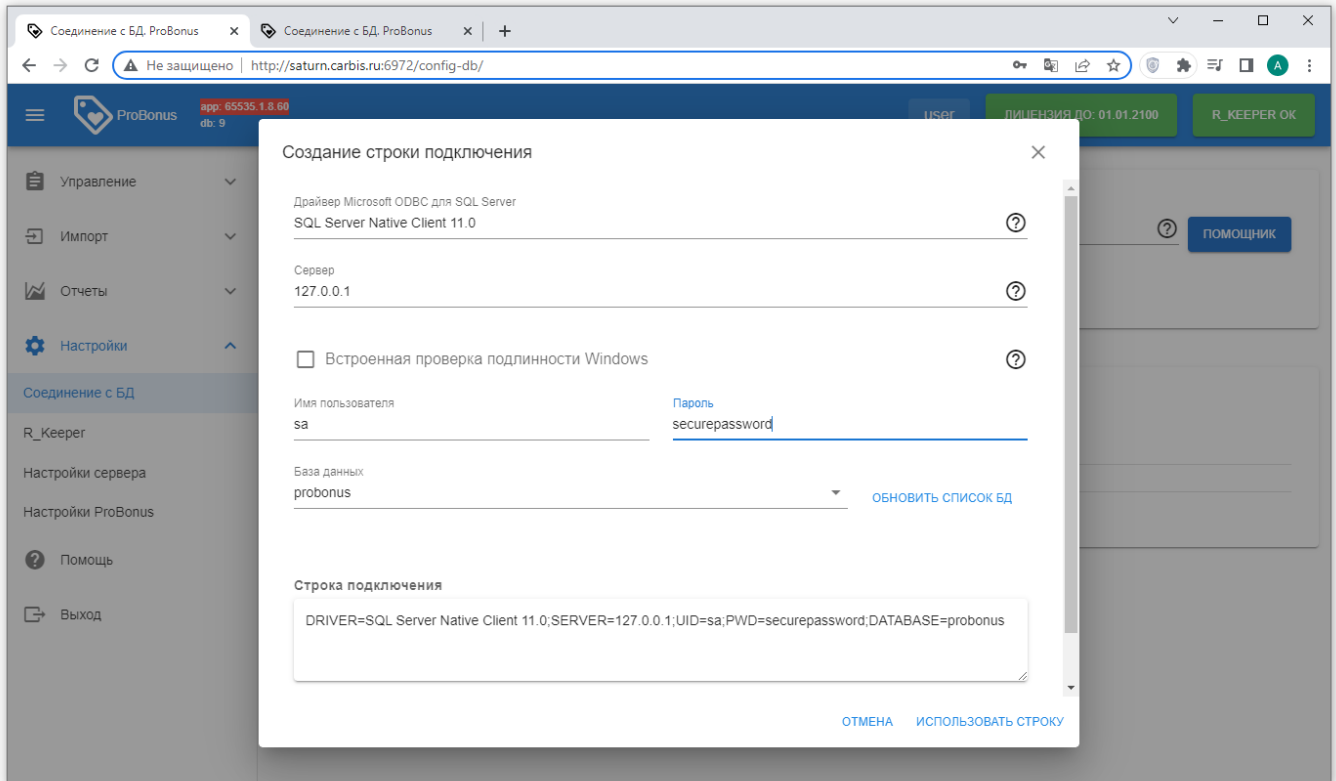 Соединение с БД. ProBonus
Соединение с БД. ProBonus
Не защищено
http://saturn.carbis.ru:6972/config-db/
A
ProBonus
app: 65535.1.8.60
db: 9
user
ЛИЦЕНЗИЯ ДО: 01.01.2100
R_KEEPER ОК
Управление
Импорт
Отчеты
Настройки
Соединение с БД
R_Keeper
Настройки сервера
Настройки ProBonus
Помощь
Выход
ПОМОЩНИК
Создание строки подключения
Драйвер Microsoft ODBC для SQL Server
SQL Server Native Client 11.0
Сервер
127.0.0.1
Встроенная проверка подлинности Windows
Имя пользователя
sa
Пароль
securepassword
База данных
probonus
ОБНОВИТЬ СПИСОК БД
Строка подключения
DRIVER=SQL Server Native Client 11.0;SERVER=127.0.0.1;UID=sa;PWD=securepassword;DATABASE=probonus
ОТМЕНА
ИСПОЛЬЗОВАТЬ СТРОКУ